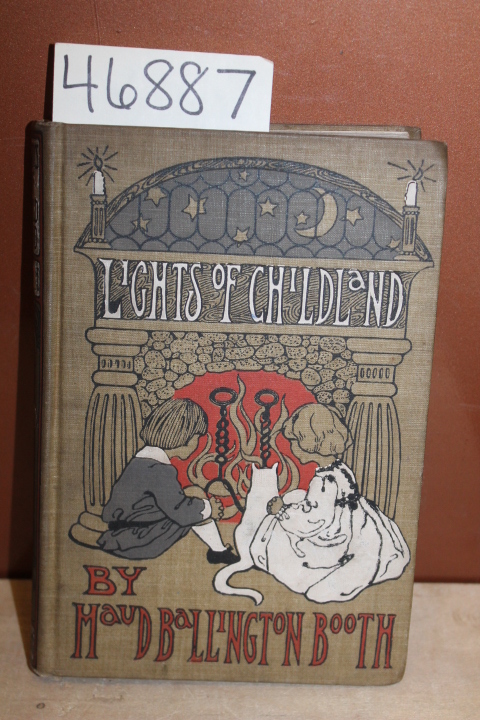 46887
LiGHTS oF CHiLDLaND
BY
MauD BaLLiNGToN BooTH